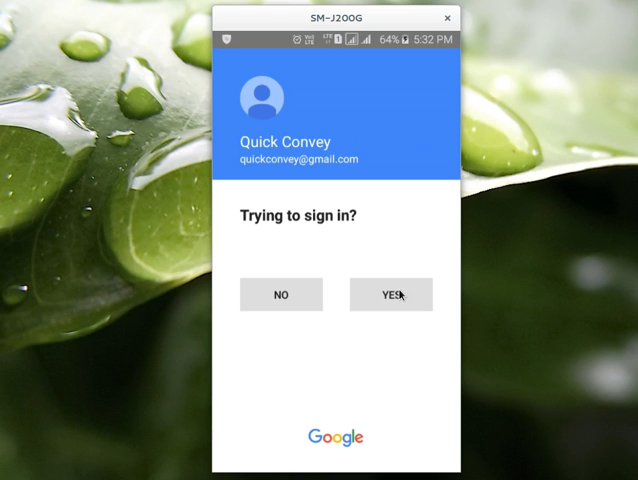 SM-J200G
64% 5:32 PM
Quick Convey
quickconvey@gmail.com
Trying to sign in?
NO YES
Google